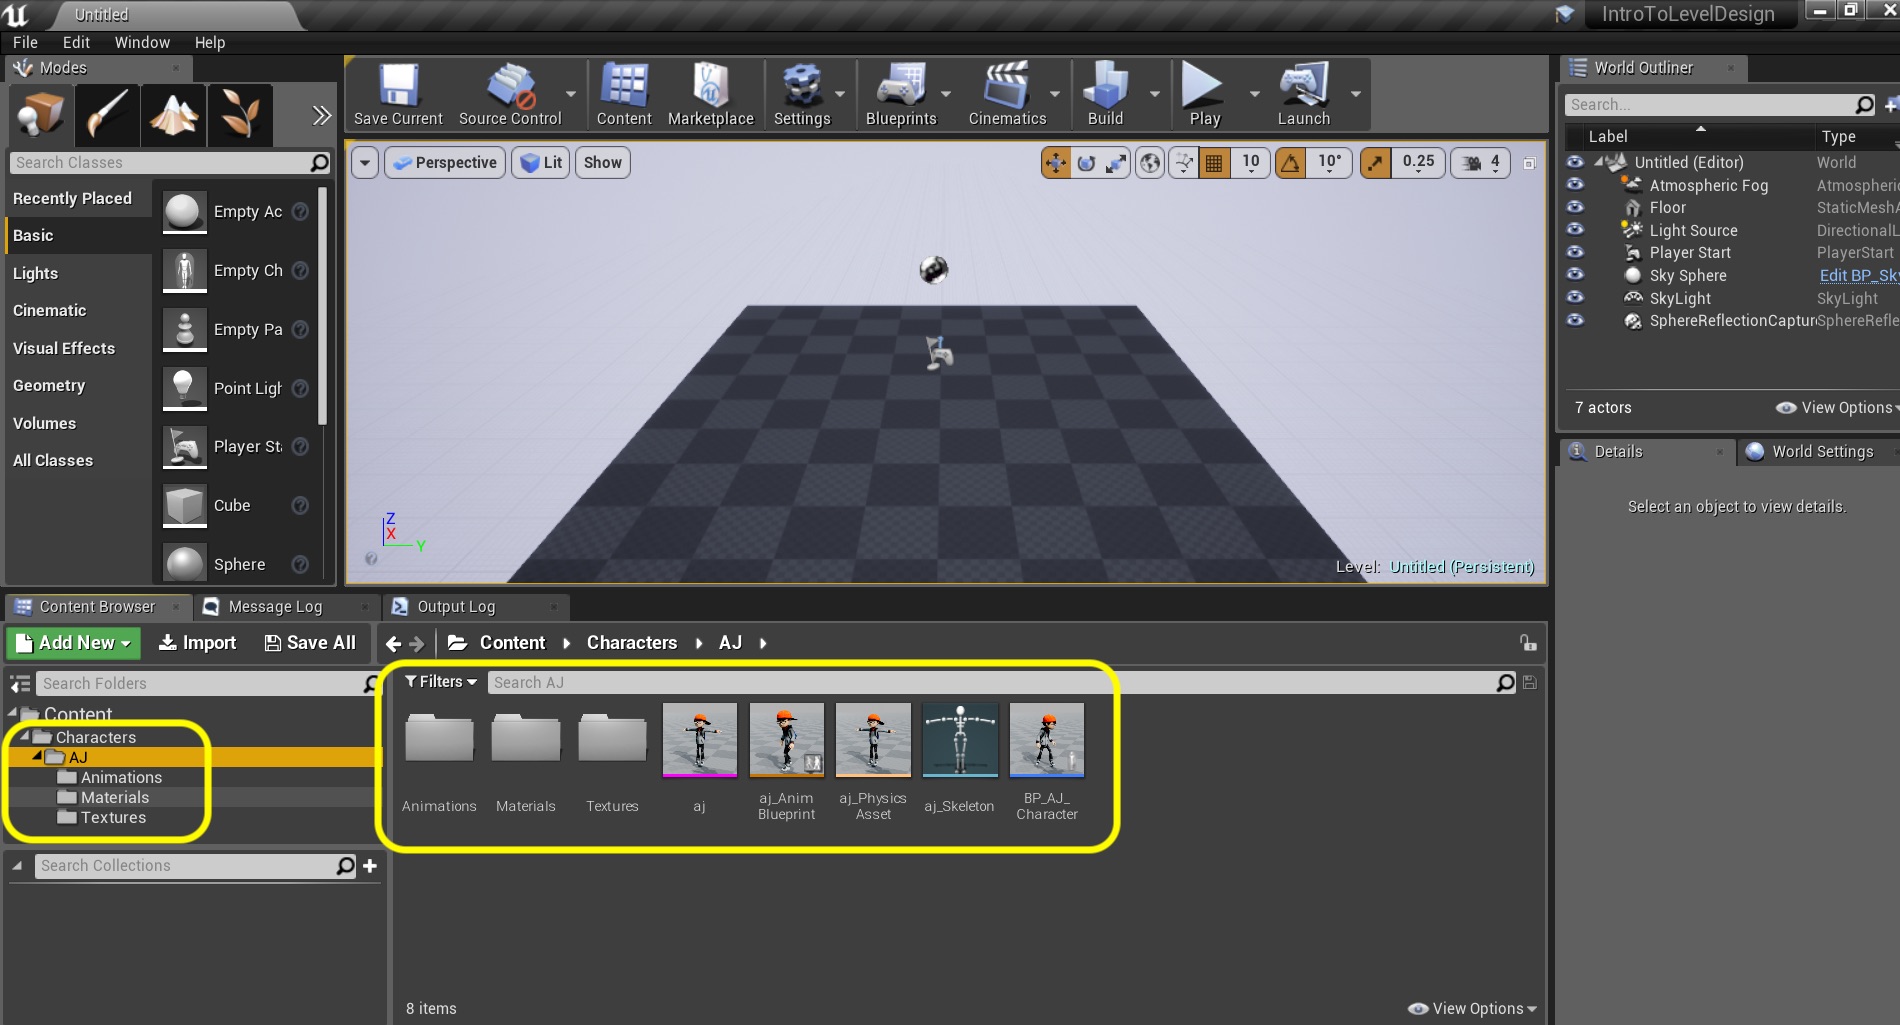 Untitled
IntroToLevelDesign
File Edit Window Help
Modes
Search Classes
Recently Placed
Basic
Lights
Cinematic
Visual Effects
Geometry
Volumes
All Classes
Empty Ac
Empty Ch
Empty Pa
Point Ligh
Player Sta
Cube
Sphere
Save Current
Source Control
Content
Marketplace
Settings
Blueprints
Cinematics
Build
Play
Launch
Perspective
Lit
Show
10
10°
0.25
4
Z
X
Y
Level: Untitled (Persistent)
World Outliner
Search...
Label Type
Untitled (Editor) World
Atmospheric Fog Atmospheric
Floor StaticMeshA
Light Source DirectionalL
Player Start PlayerStart
Sky Sphere Edit BP_Sky
SkyLight SkyLight
SphereReflectionCapture SphereRefle
7 actors
View Options
Details
World Settings
Select an object to view details.
Content Browser
Message Log
Output Log
Add New
Import
Save All
Content
Characters
AJ
Search Folders
Content
Characters
AJ
Animations
Materials
Textures
Search Collections
Filters
Search AJ
Animations
Materials
Textures
aj
aj_Anim
Blueprint
aj_Physics
Asset
aj_Skeleton
BP_AJ_
Character
8 items
View Options